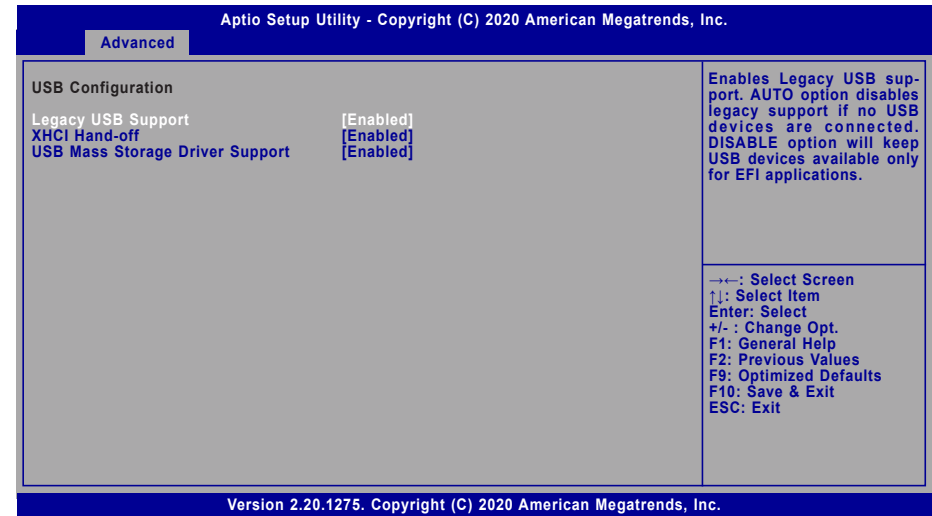 Aptio Setup Utility - Copyright (C) 2020 American Megatrends, Inc.
Advanced
USB Configuration
Legacy USB Support [Enabled]
XHCI Hand-off [Enabled]
USB Mass Storage Driver Support [Enabled]
Enables Legacy USB sup-
port. AUTO option disables
legacy support if no USB
devices are connected.
DISABLE option will keep
USB devices available only
for EFI applications.
→←: Select Screen
↑↓: Select Item
Enter: Select
+/- : Change Opt.
F1: General Help
F2: Previous Values
F9: Optimized Defaults
F10: Save & Exit
ESC: Exit
Version 2.20.1275. Copyright (C) 2020 American Megatrends, Inc.